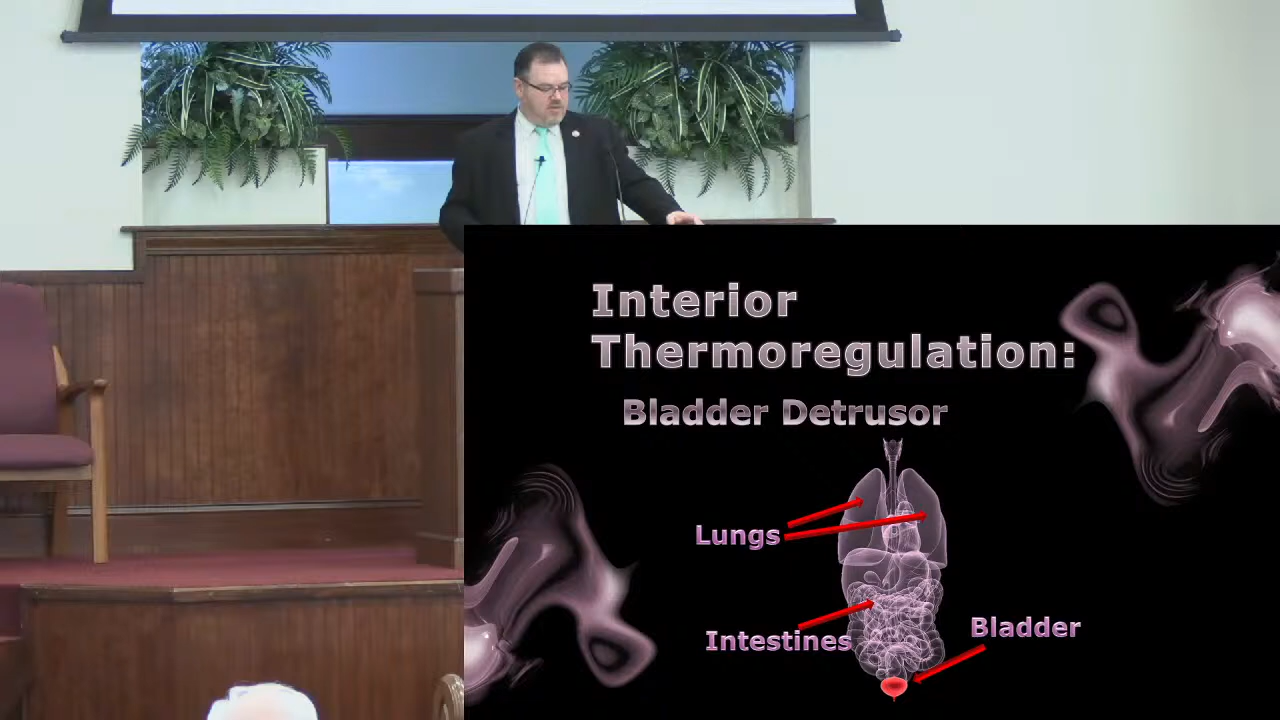 Interior
Thermoregulation:
Bladder Detrusor
Lungs
Intestines
Bladder